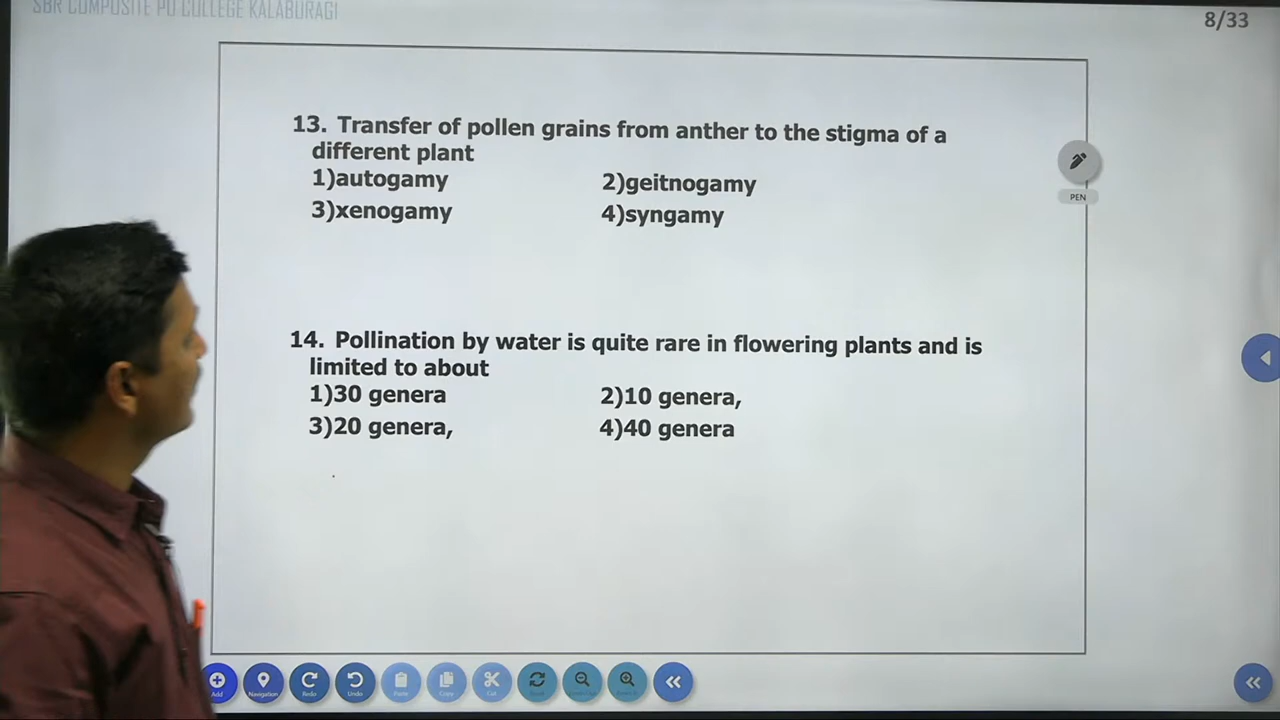 SBR COMPOSITE PU COLLEGE KALABURAGI
8/33
13. Transfer of pollen grains from anther to the stigma of a
different plant
1)autogamy 2)geitnogamy
3)xenogamy 4)syngamy
PEN
14. Pollination by water is quite rare in flowering plants and is
limited to about
1)30 genera 2)10 genera,
3)20 genera, 4)40 genera
Add Navigation Redo Undo Paste Copy Cut